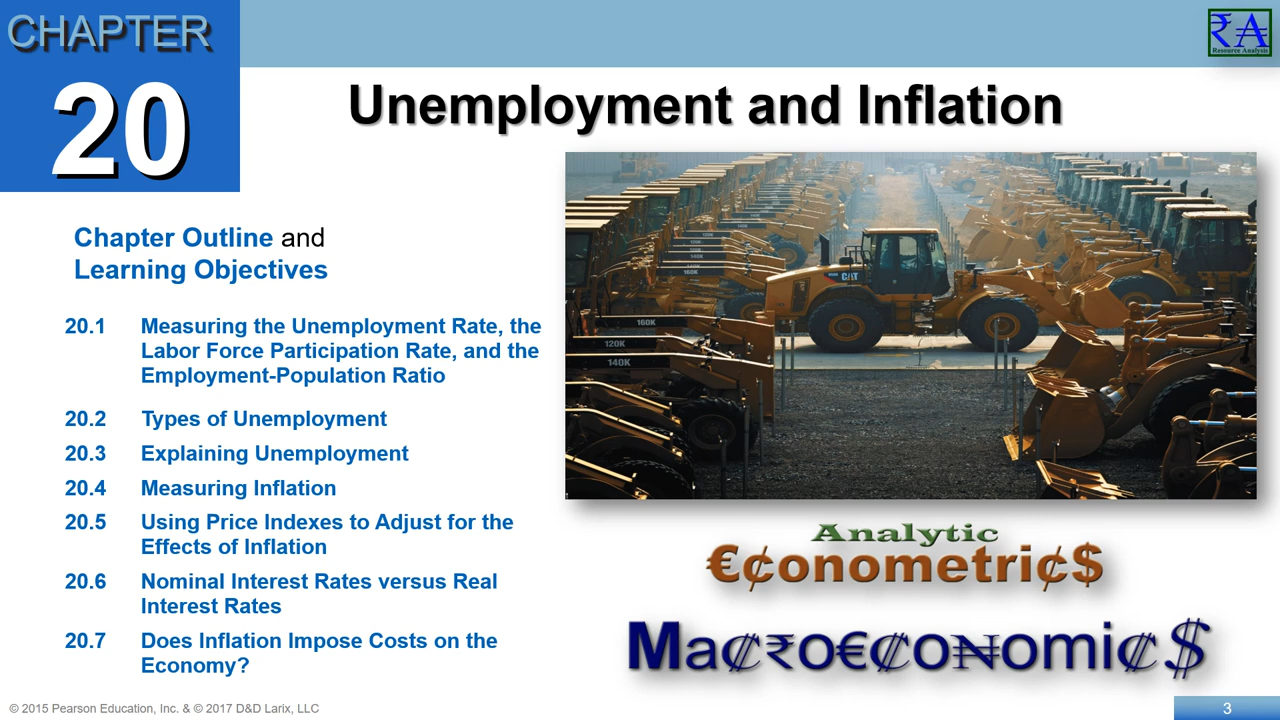 CHAPTER
20
₹A
Resource Analysis
Unemployment and Inflation
Chapter Outline and
Learning Objectives
20.1 Measuring the Unemployment Rate, the
Labor Force Participation Rate, and the
Employment-Population Ratio
20.2 Types of Unemployment
20.3 Explaining Unemployment
20.4 Measuring Inflation
20.5 Using Price Indexes to Adjust for the
Effects of Inflation
20.6 Nominal Interest Rates versus Real
Interest Rates
20.7 Does Inflation Impose Costs on the
Economy?
CAT
160K
160K
120K
140K
140K
Analytic
€¢onometri¢$
Ma₡₹o€₡o₦omi₡$
© 2015 Pearson Education, Inc. & © 2017 D&D Larix, LLC
3